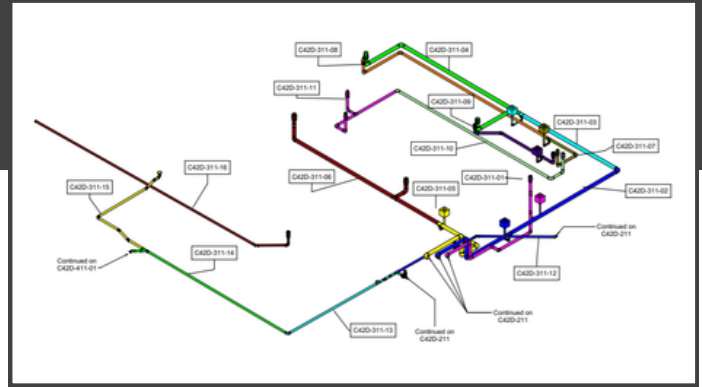 C42D-311-08
C42D-311-04
C42D-311-11
C42D-311-09
C42D-311-03
C42D-311-10
C42D-311-07
C42D-311-16
C42D-311-06
C42D-311-01
C42D-311-15
C42D-311-05
C42D-311-02
Continued on
C42D-211
C42D-311-14
Continued on
C42D-411-01
C42D-311-12
C42D-311-13
Continued on
C42D-211
Continued on
C42D-211